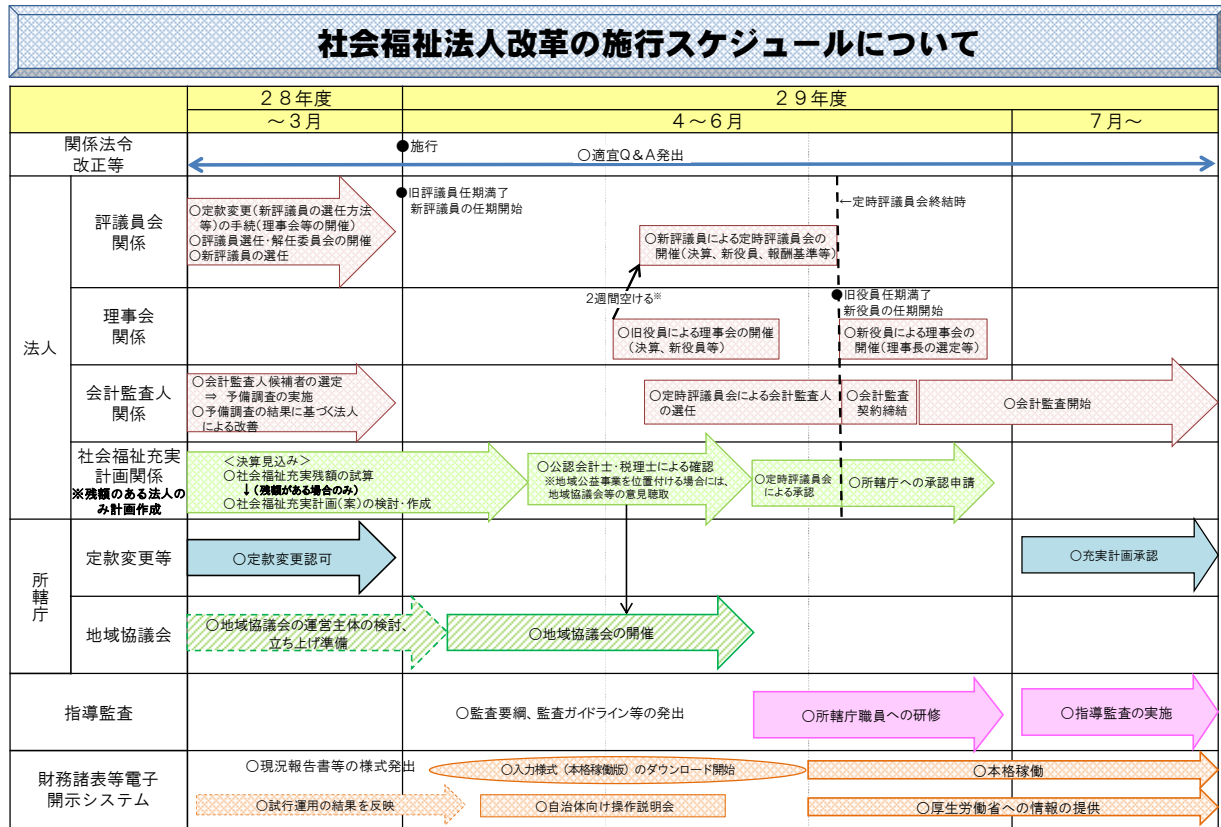 社会福祉法人改革の施行スケジュールについて
２８年度
２９年度
～３月
４～６月
７月～
関係法令
改正等
●施行
○適宜Ｑ＆Ａ発出
法人
評議員会
関係
○定款変更（新評議員の選任方法
等）の手続（理事会等の開催）
○評議員選任・解任委員会の開催
○新評議員の選任
●旧評議員任期満了
新評議員の任期開始
←定時評議員会終結時
○新評議員による定時評議員会の
開催（決算、新役員、報酬基準等）
2週間空ける※
理事会
関係
○旧役員による理事会の開催
（決算、新役員等）
●旧役員任期満了
新役員の任期開始
○新役員による理事会の
開催（理事長の選定等）
会計監査人
関係
○会計監査人候補者の選定
⇒ 予備調査の実施
○予備調査の結果に基づく法人
による改善
○定時評議員会による会計監査人
の選任
○会計監査
契約締結
○会計監査開始
社会福祉充実
計画関係
※残額のある法人の
み計画作成
＜決算見込み＞
○社会福祉充実残額の試算
↓（残額がある場合のみ）
○社会福祉充実計画（案）の検討・作成
○公認会計士・税理士による確認
※地域公益事業を位置付ける場合には、
地域協議会等の意見聴取
○定時評議員会
による承認
○所轄庁への承認申請
所轄庁
定款変更等
○定款変更認可
○充実計画承認
地域協議会
○地域協議会の運営主体の検討、
立ち上げ準備
○地域協議会の開催
指導監査
○監査要綱、監査ガイドライン等の発出
○所轄庁職員への研修
○指導監査の実施
財務諸表等電子
開示システム
○現況報告書等の様式発出
○入力様式（本格稼働版）のダウンロード開始
○本格稼働
○試行運用の結果を反映
○自治体向け操作説明会
○厚生労働省への情報の提供